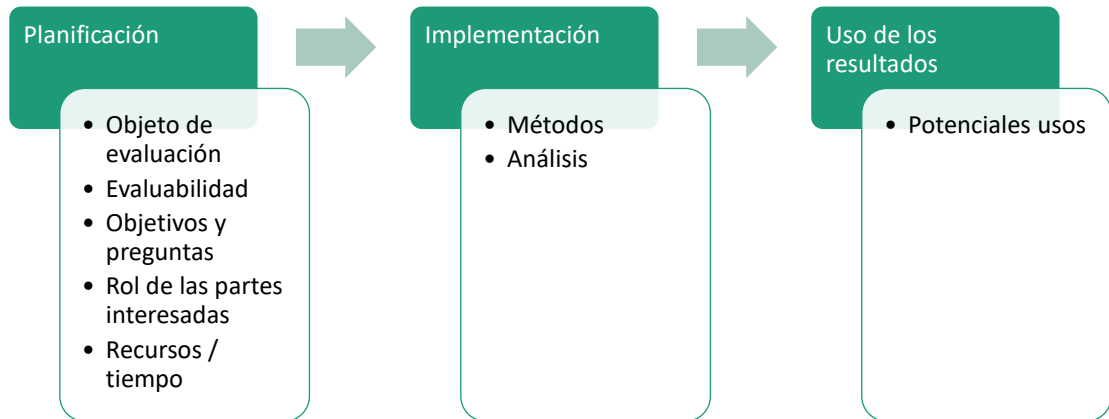 Planificación
• Objeto de
evaluación
• Evaluabilidad
• Objetivos y
preguntas
• Rol de las partes
interesadas
• Recursos /
tiempo
Implementación
• Métodos
• Análisis
Uso de los
resultados
• Potenciales usos